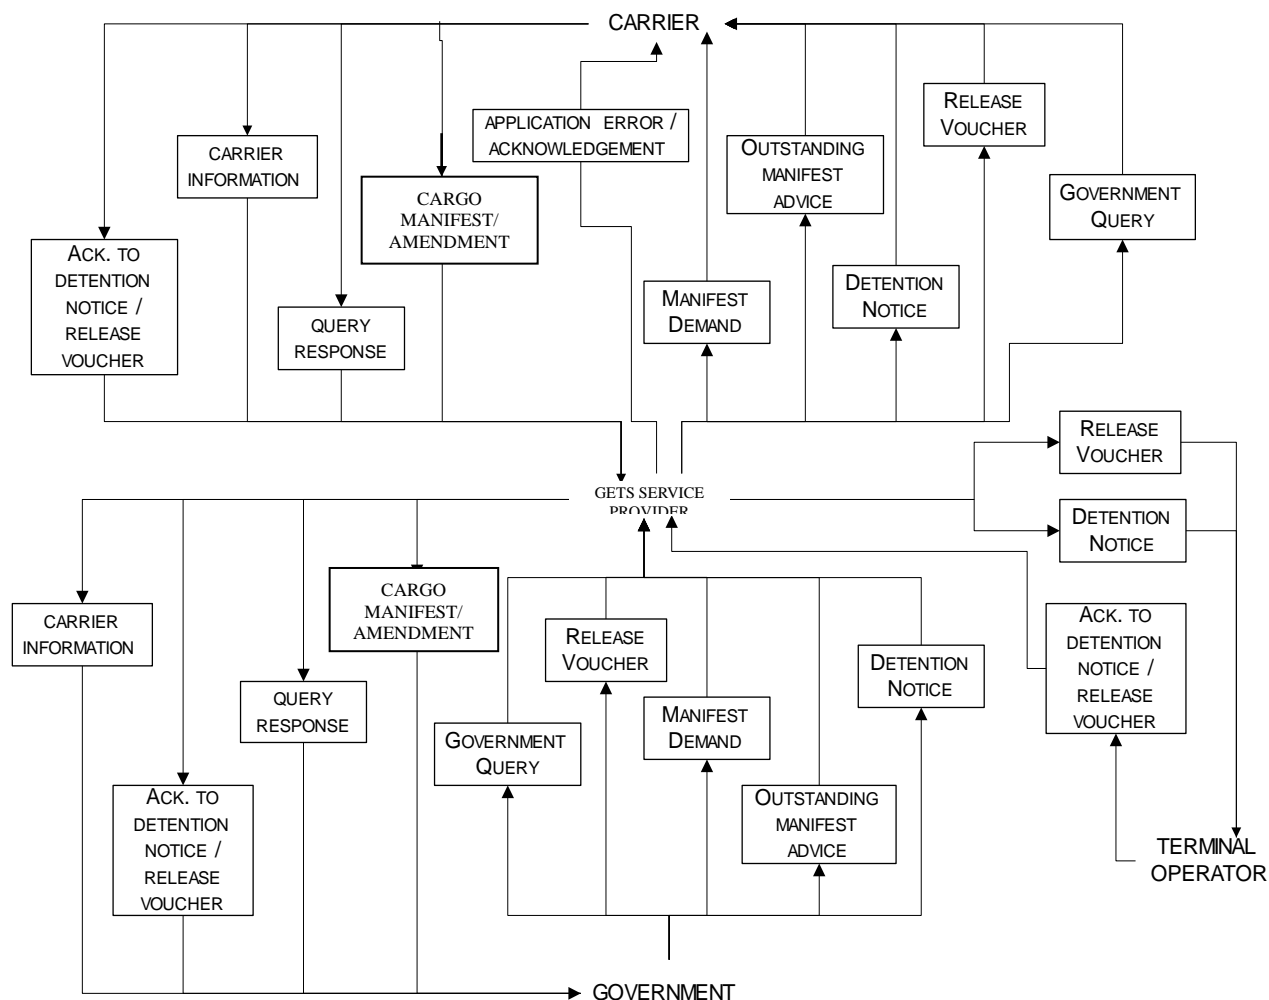 CARRIER
RELEASE
VOUCHER
APPLICATION ERROR /
ACKNOWLEDGEMENT
CARRIER
INFORMATION
OUTSTANDING
MANIFEST
ADVICE
CARGO
MANIFEST/
AMENDMENT
GOVERNMENT
QUERY
ACK. TO
DETENTION
NOTICE /
RELEASE
VOUCHER
QUERY
RESPONSE
MANIFEST
DEMAND
DETENTION
NOTICE
RELEASE
VOUCHER
GETS SERVICE
PROVIDER
DETENTION
NOTICE
CARGO
MANIFEST/
AMENDMENT
CARRIER
INFORMATION
RELEASE
VOUCHER
DETENTION
NOTICE
ACK. TO
DETENTION
NOTICE /
RELEASE
VOUCHER
QUERY
RESPONSE
MANIFEST
DEMAND
GOVERNMENT
QUERY
ACK. TO
DETENTION
NOTICE /
RELEASE
VOUCHER
OUTSTANDING
MANIFEST
ADVICE
TERMINAL
OPERATOR
GOVERNMENT